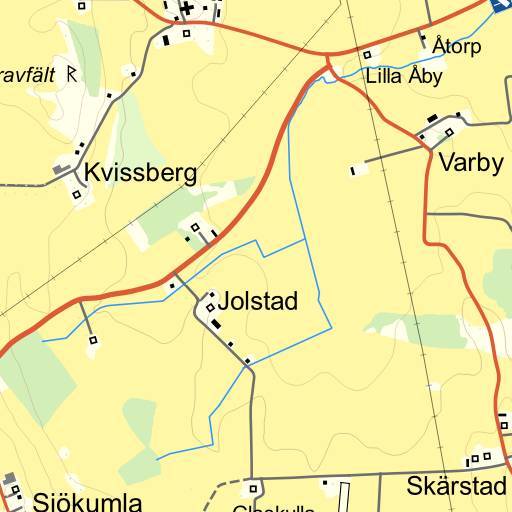 Åtorp
ravfält ᚱ
Lilla Åby
Varby
Kvissberg
Jolstad
Skärstad
Sjökumla